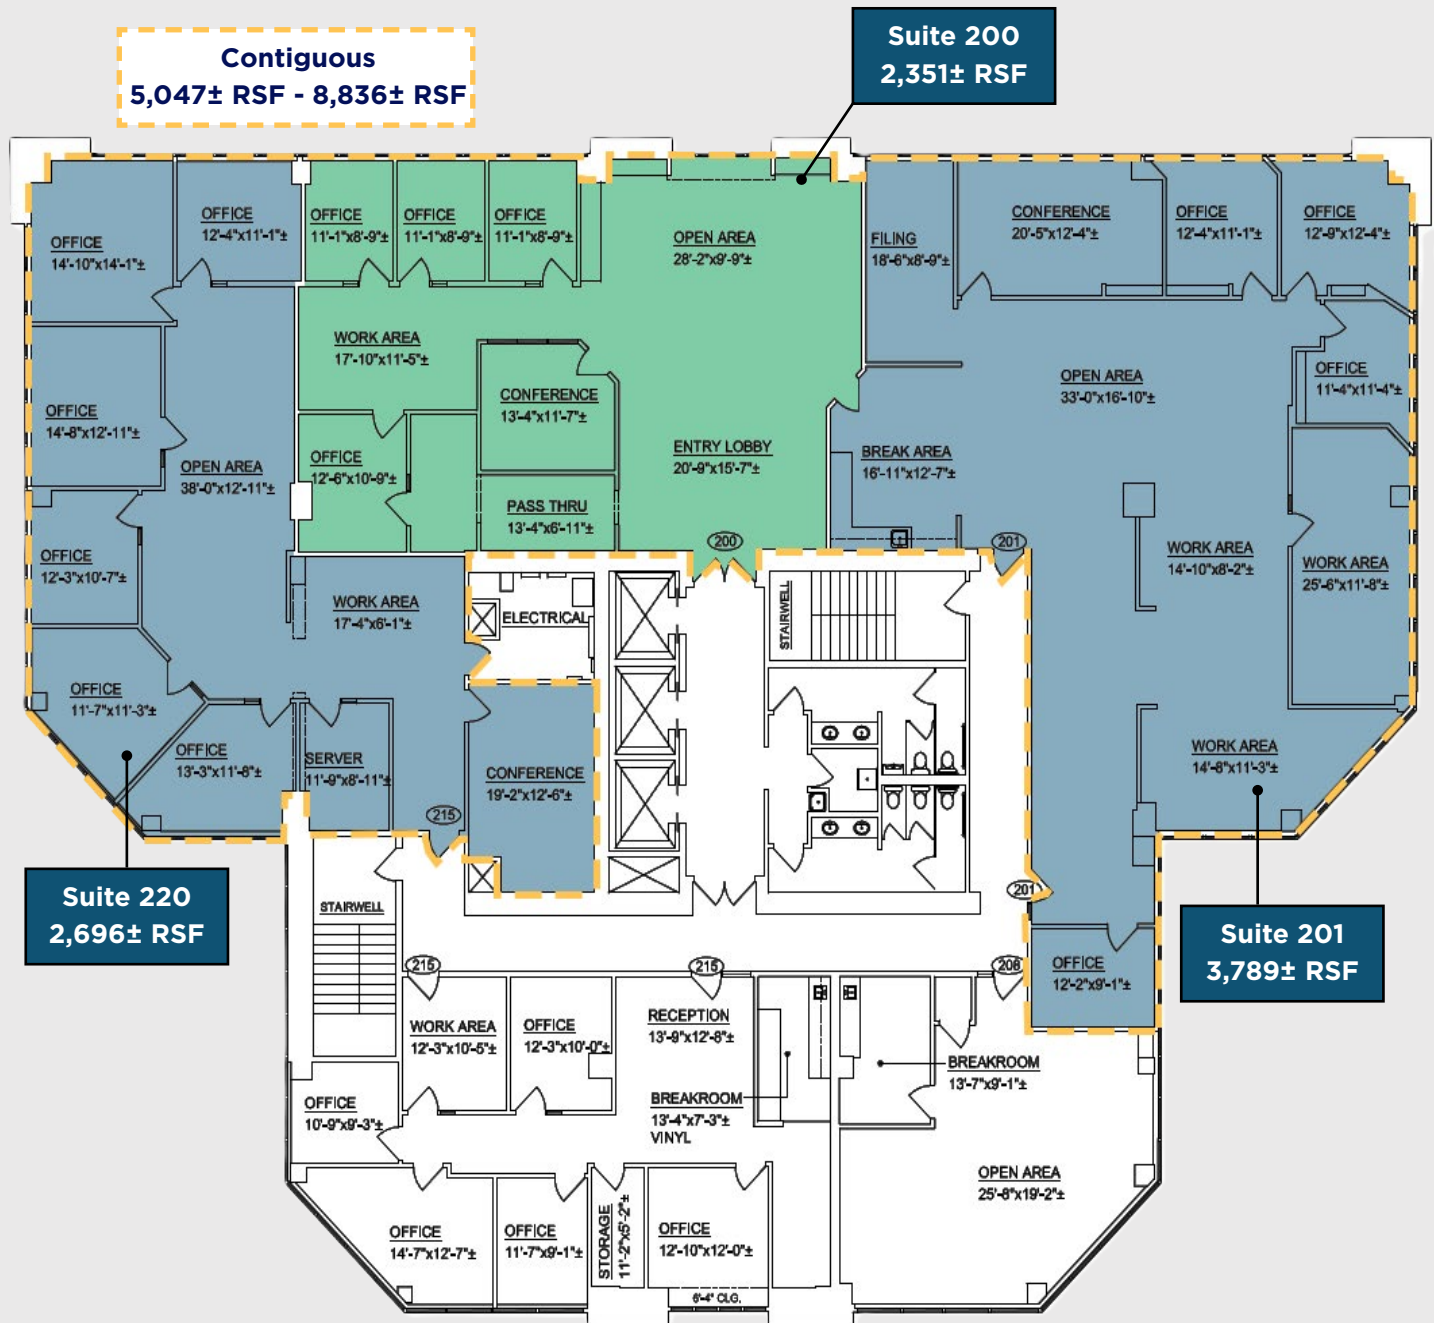 Contiguous
5,047± RSF - 8,836± RSF
Suite 200
2,351± RSF
OFFICE
14'-10"x14'-1"±
OFFICE
12'-4"x11'-1"±
OFFICE
11'-1"x8'-9"±
OFFICE
11'-1"x8'-9"±
OFFICE
11'-1"x8'-9"±
OPEN AREA
28'-2"x9'-9"±
FILING
18'-6"x8'-9"±
CONFERENCE
20'-5"x12'-4"±
OFFICE
12'-4"x11'-1"±
OFFICE
12'-9"x12'-4"±
WORK AREA
17'-10"x11'-5"±
CONFERENCE
13'-4"x11'-7"±
OPEN AREA
33'-0"x16'-10"±
OFFICE
11'-4"x11'-4"±
OFFICE
14'-8"x12'-11"±
OPEN AREA
38'-0"x12'-11"±
OFFICE
12'-6"x10'-9"±
ENTRY LOBBY
20'-9"x15'-7"±
BREAK AREA
16'-11"x12'-7"±
PASS THRU
13'-4"x6'-11"±
OFFICE
12'-3"x10'-7"±
200
201
WORK AREA
14'-10"x8'-2"±
WORK AREA
25'-6"x11'-8"±
WORK AREA
17'-4"x6'-1"±
ELECTRICAL
STAIRWELL
OFFICE
11'-7"x11'-3"±
OFFICE
13'-3"x11'-8"±
SERVER
11'-9"x8'-11"±
CONFERENCE
19'-2"x12'-6"±
215
WORK AREA
14'-8"x11'-3"±
Suite 220
2,696± RSF
STAIRWELL
201
Suite 201
3,789± RSF
215
215
208
OFFICE
12'-2"x9'-1"±
WORK AREA
12'-3"x10'-5"±
OFFICE
12'-3"x10'-0"±
RECEPTION
13'-9"x12'-8"±
BREAKROOM
13'-7"x9'-1"±
OFFICE
10'-9"x9'-3"±
BREAKROOM
13'-4"x7'-3"±
VINYL
OPEN AREA
25'-8"x19'-2"±
OFFICE
14'-7"x12'-7"±
OFFICE
11'-7"x9'-1"±
STORAGE
11'-2"x5'-2"±
OFFICE
12'-10"x12'-0"±
6'-4" CLG.